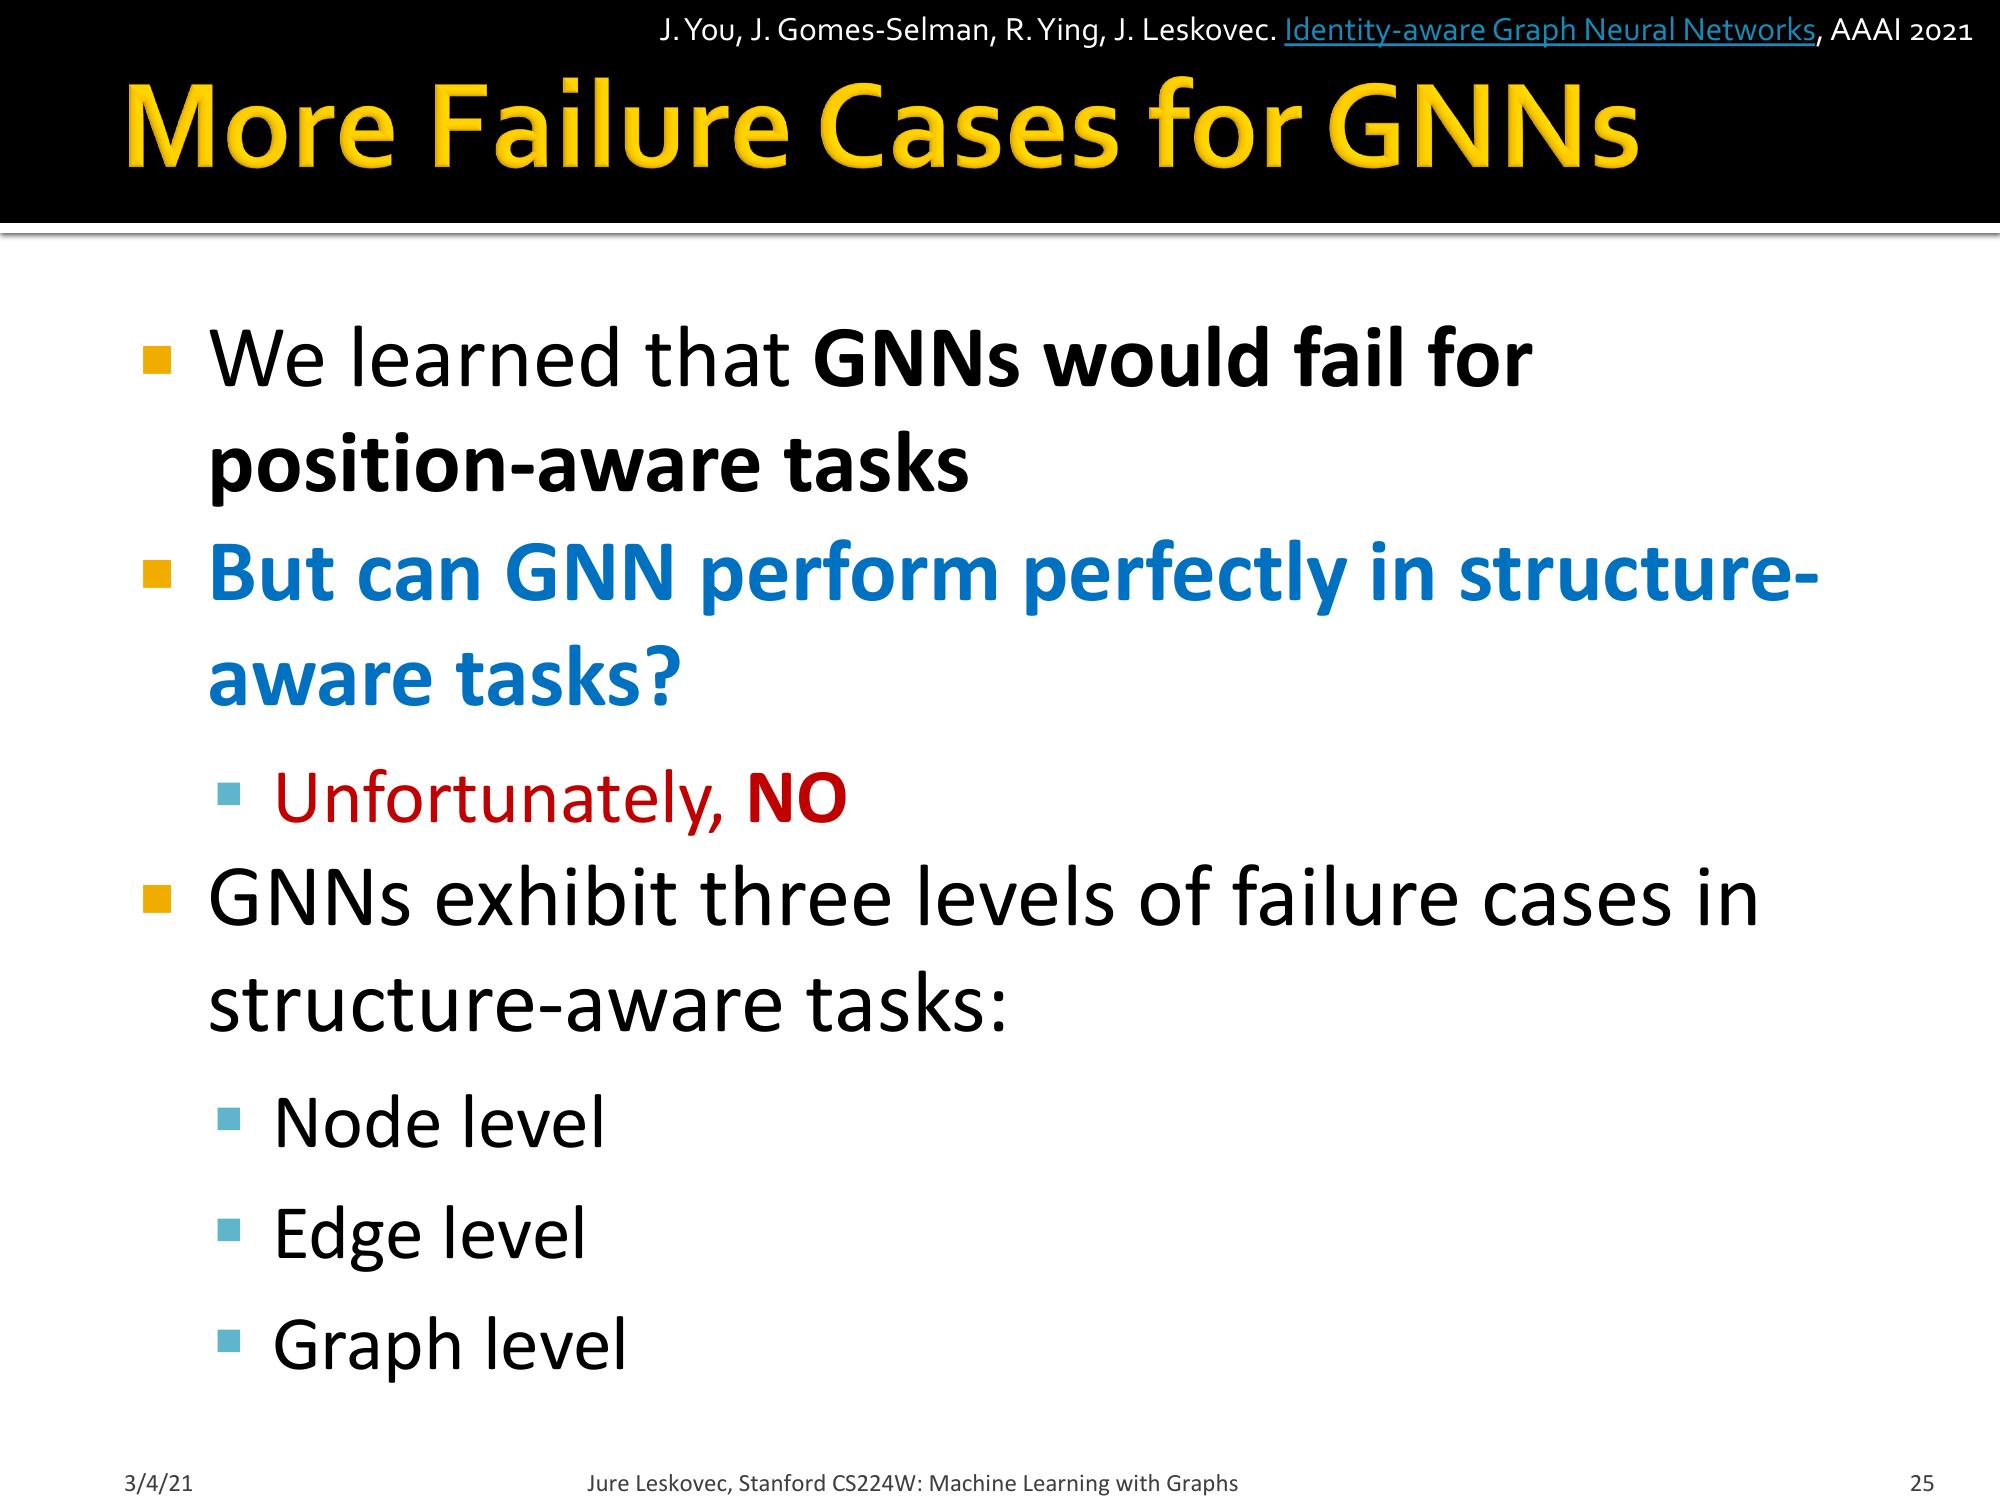 J. You, J. Gomes-Selman, R. Ying, J. Leskovec. Identity-aware Graph Neural Networks, AAAI 2021
More Failure Cases for GNNs
We learned that GNNs would fail for
position-aware tasks
But can GNN perform perfectly in structure-
aware tasks?
Unfortunately, NO
GNNs exhibit three levels of failure cases in
structure-aware tasks:
Node level
Edge level
Graph level
3/4/21
Jure Leskovec, Stanford CS224W: Machine Learning with Graphs
25